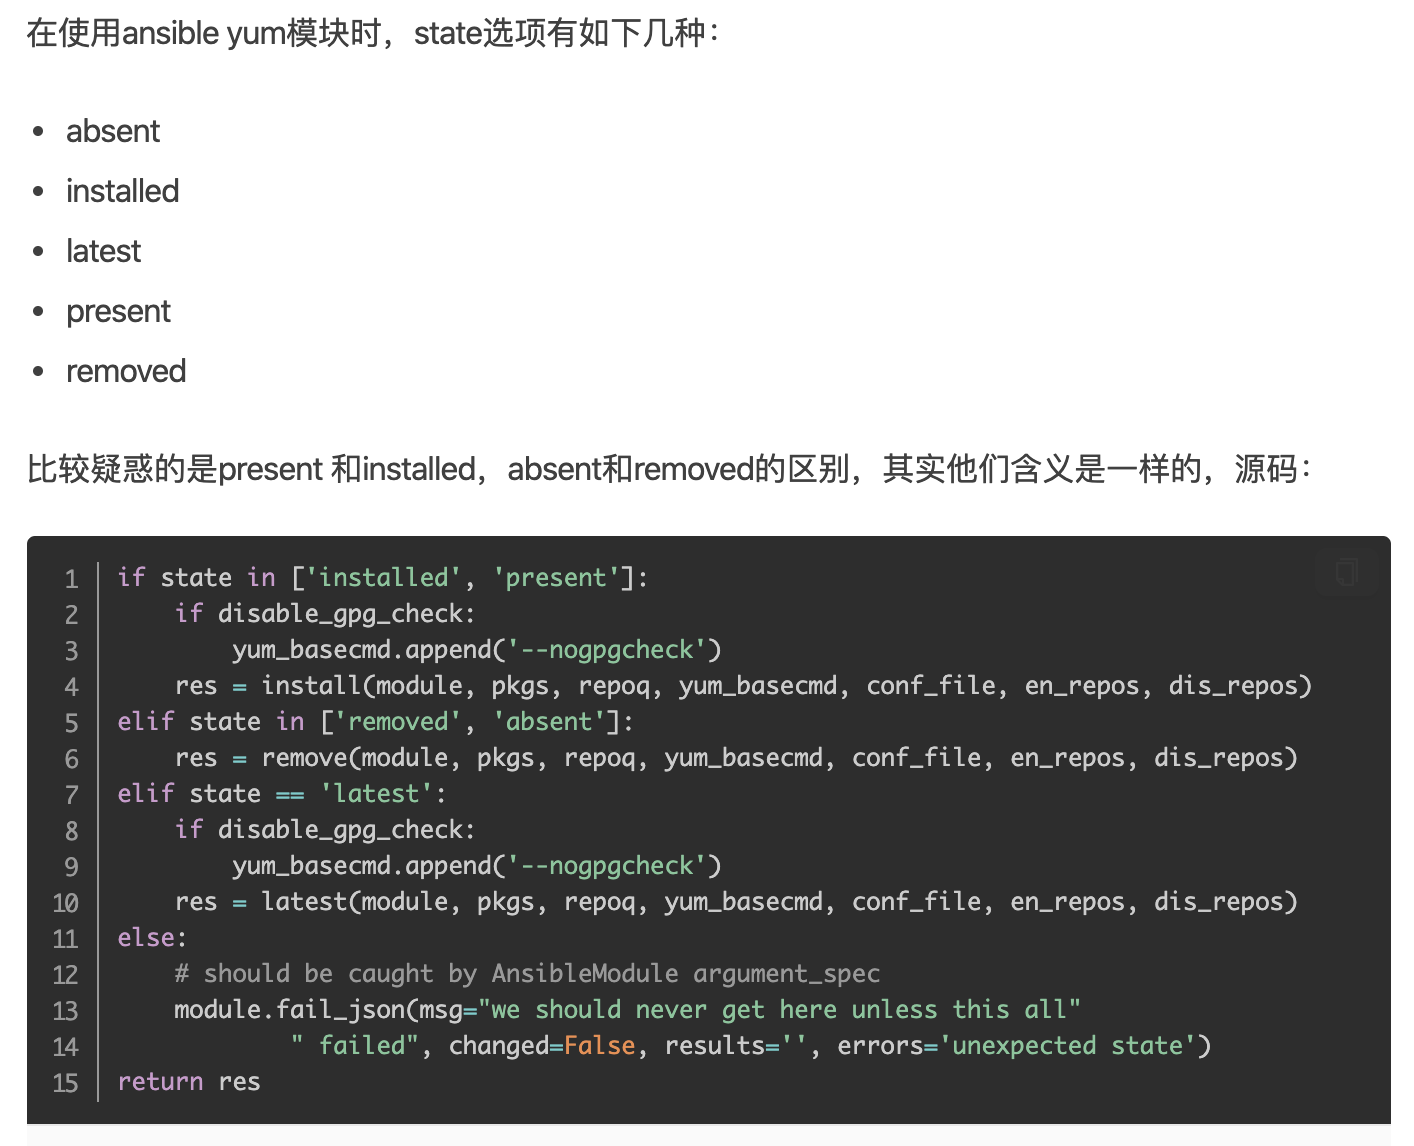 在使用ansible yum模块时，state选项有如下几种：
• absent
• installed
• latest
• present
• removed
比较疑惑的是present 和installed，absent和removed的区别，其实他们含义是一样的，源码：
1 if state in ['installed', 'present']:
2     if disable_gpg_check:
3         yum_basecmd.append('--nogpgcheck')
4     res = install(module, pkgs, repoq, yum_basecmd, conf_file, en_repos, dis_repos)
5 elif state in ['removed', 'absent']:
6     res = remove(module, pkgs, repoq, yum_basecmd, conf_file, en_repos, dis_repos)
7 elif state == 'latest':
8     if disable_gpg_check:
9         yum_basecmd.append('--nogpgcheck')
10     res = latest(module, pkgs, repoq, yum_basecmd, conf_file, en_repos, dis_repos)
11 else:
12     # should be caught by AnsibleModule argument_spec
13     module.fail_json(msg="we should never get here unless this all"
14             " failed", changed=False, results='', errors='unexpected state')
15 return res